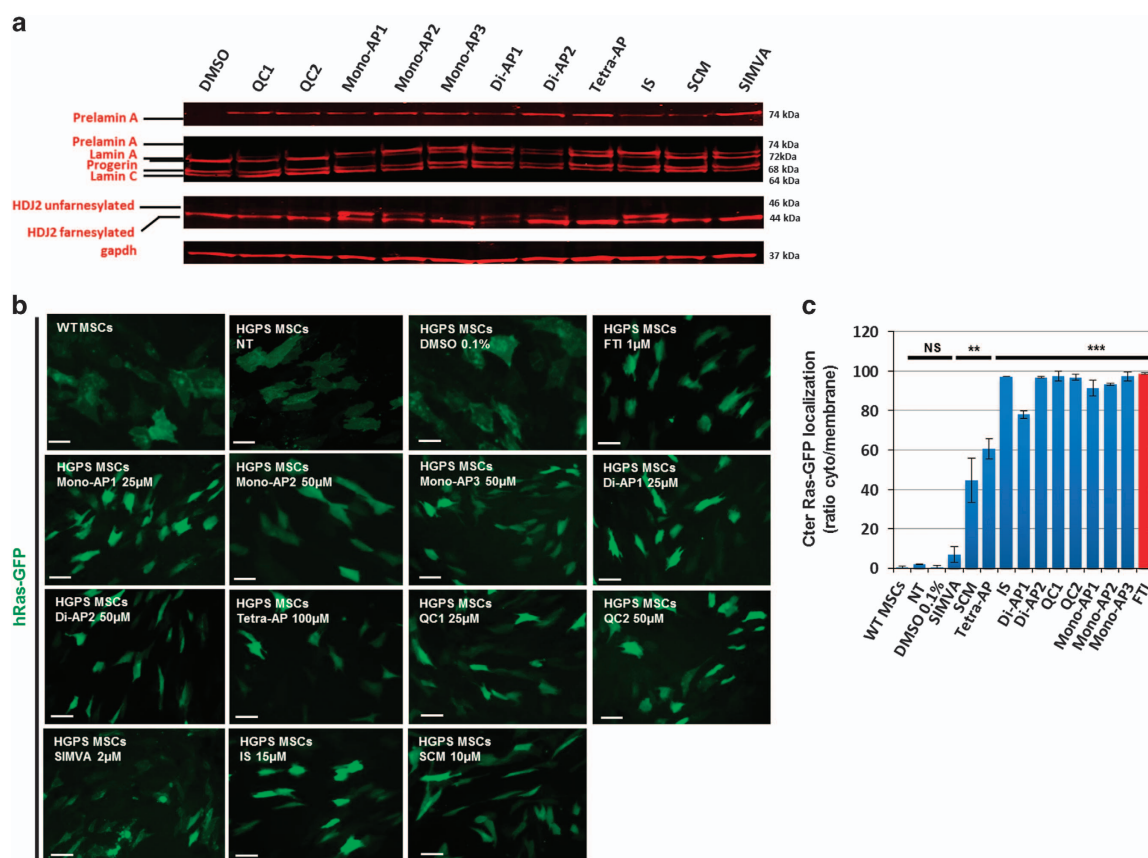 a
DMSO QC1 QC2 Mono-AP1 Mono-AP2 Mono-AP3 Di-AP1 Di-AP2 Tetra-AP IS SCM SIMVA
Prelamin A
74 kDa
Prelamin A
Lamin A
Progerin
Lamin C
74 kDa
72kDa
68 kDa
64 kDa
HDJ2 unfarnesylated
HDJ2 farnesylated
46 kDa
44 kDa
gapdh
37 kDa
b
hRas-GFP
WT MSCs
HGPS MSCs
NT
HGPS MSCs
DMSO 0.1%
HGPS MSCs
FTI 1µM
HGPS MSCs
Mono-AP1 25µM
HGPS MSCs
Mono-AP2 50µM
HGPS MSCs
Mono-AP3 50µM
HGPS MSCs
Di-AP1 25µM
HGPS MSCs
Di-AP2 50µM
HGPS MSCs
Tetra-AP 100µM
HGPS MSCs
QC1 25µM
HGPS MSCs
QC2 50µM
HGPS MSCs
SIMVA 2µM
HGPS MSCs
IS 15µM
HGPS MSCs
SCM 10µM
c
Cter Ras-GFP localization
(ratio cyto/membrane)
120
100
80
60
40
20
0
NS
**
***
WT MSCs
NT
DMSO 0.1%
SIMVA
SCM
Tetra-AP
IS
Di-AP1
Di-AP2
QC1
QC2
Mono-AP1
Mono-AP2
Mono-AP3
FTI